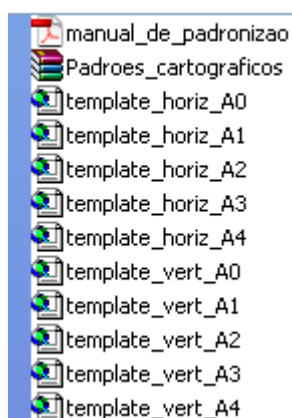 manual_de_padronizao
Padroes_cartograficos
template_horiz_A0
template_horiz_A1
template_horiz_A2
template_horiz_A3
template_horiz_A4
template_vert_A0
template_vert_A1
template_vert_A2
template_vert_A3
template_vert_A4